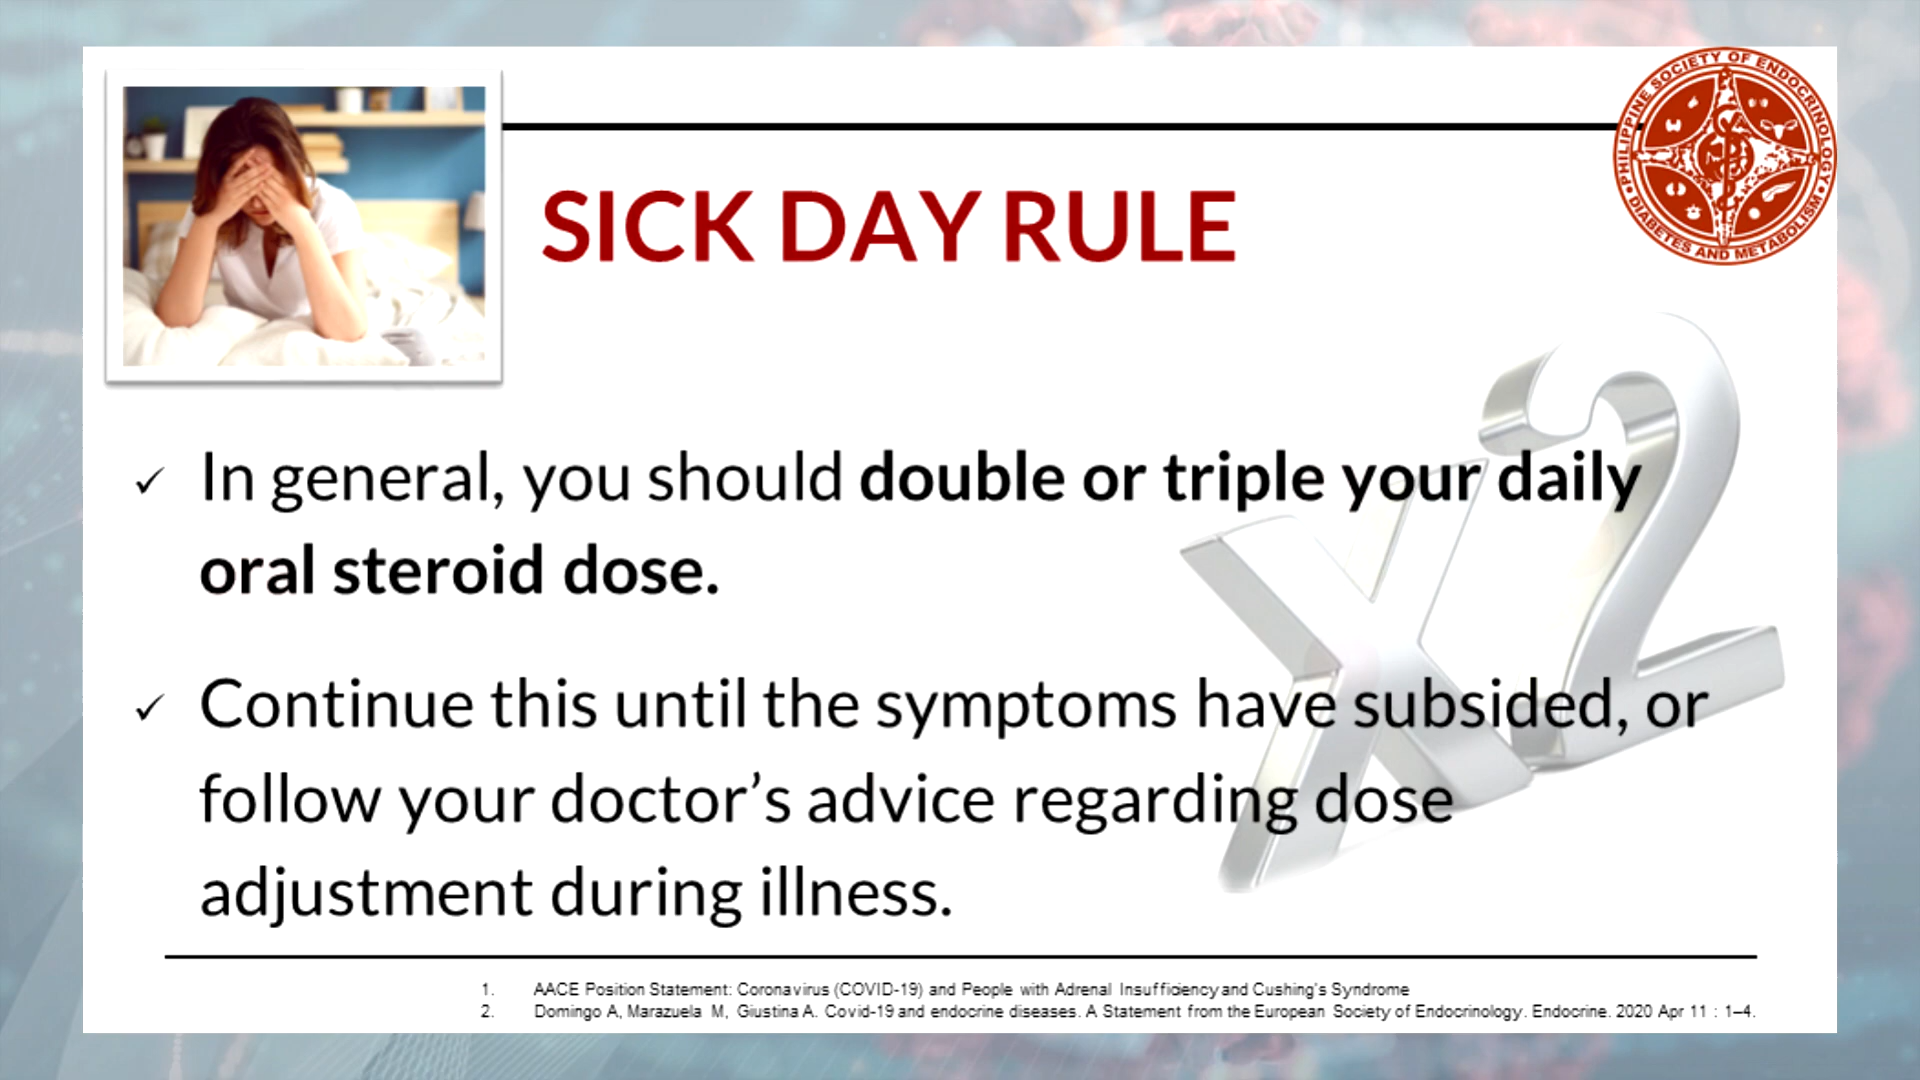 PHILIPPINE SOCIETY OF ENDOCRINOLOGY
• DIABETES AND METABOLISM •
SICK DAY RULE
✓ In general, you should double or triple your daily
oral steroid dose.
x2
✓ Continue this until the symptoms have subsided, or
follow your doctor’s advice regarding dose
adjustment during illness.
1. AACE Position Statement: Coronavirus (COVID-19) and People with Adrenal Insufficiency and Cushing's Syndrome
2. Domingo A, Marazuela M, Giustina A. Covid-19 and endocrine diseases. A Statement from the European Society of Endocrinology. Endocrine. 2020 Apr 11 : 1–4.